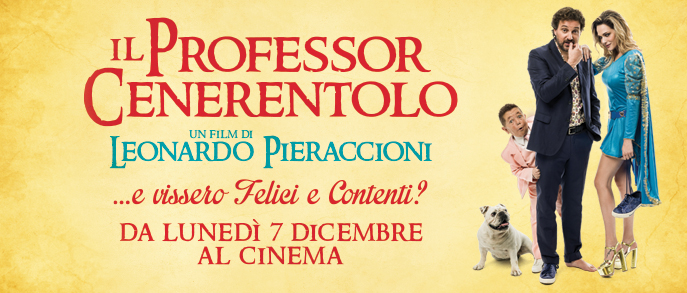 IL PROFESSOR
CENERENTOLO
UN FILM DI
LEONARDO PIERACCIONI
...e vissero Felici e Contenti?
DA LUNEDÌ 7 DICEMBRE
AL CINEMA